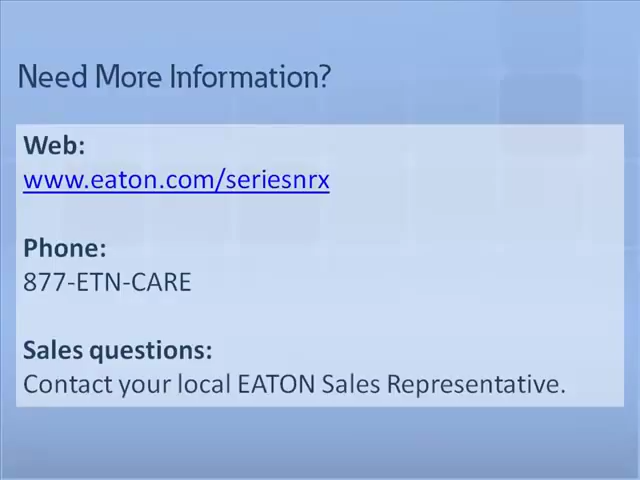 Need More Information?
Web:
www.eaton.com/seriesnrx
Phone:
877-ETN-CARE
Sales questions:
Contact your local EATON Sales Representative.